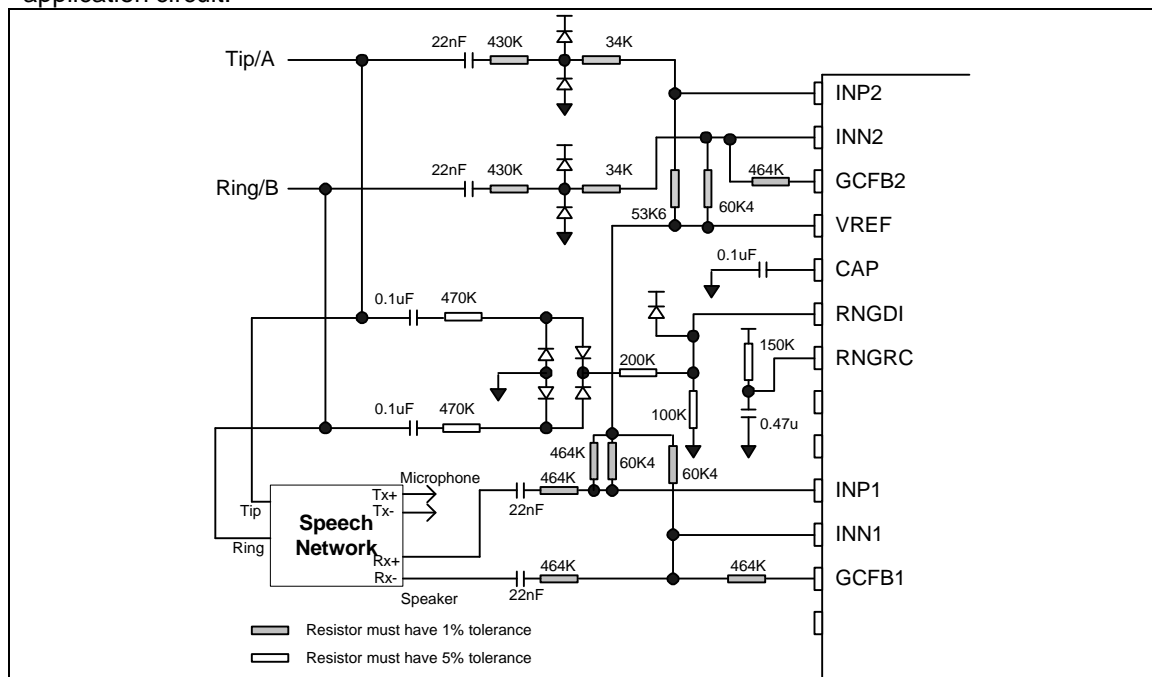 application circuit.
22nF 430K 34K
Tip/A
INP2
INN2
464K
22nF 430K 34K
Ring/B
GCFB2
53K6 60K4
VREF
0.1uF
CAP
0.1uF 470K
RNGDI
150K
200K
RNGRC
0.1uF 470K
100K
0.47u
464K 60K4 60K4
Microphone
464K
INP1
22nF
Tip
Tx+
Tx-
Speech
Network
INN1
Ring
Rx+
Rx-
464K 464K
GCFB1
22nF
Speaker
Resistor must have 1% tolerance
Resistor must have 5% tolerance